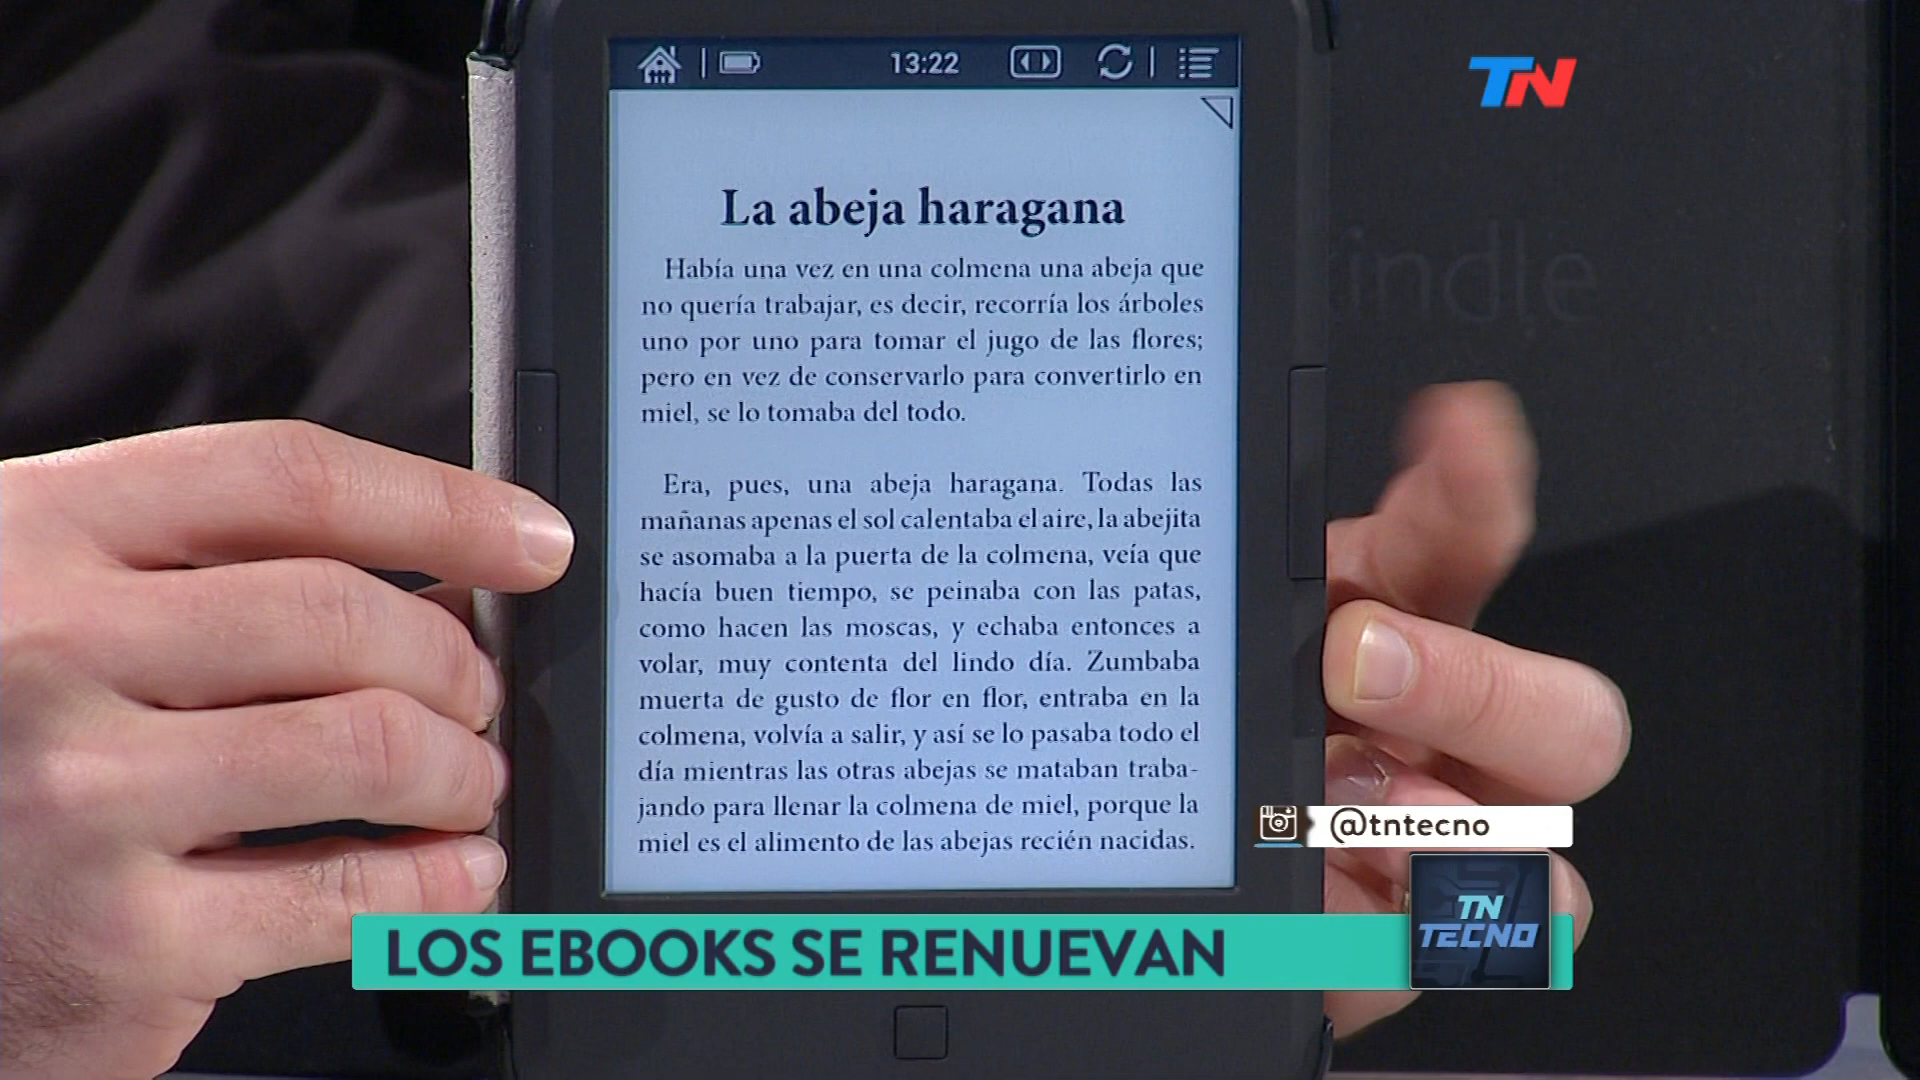 13:22
TN
La abeja haragana
Había una vez en una colmena una abeja que
no quería trabajar, es decir, recorría los árboles
uno por uno para tomar el jugo de las flores;
pero en vez de conservarlo para convertirlo en
miel, se lo tomaba del todo.
Era, pues, una abeja haragana. Todas las
mañanas apenas el sol calentaba el aire, la abejita
se asomaba a la puerta de la colmena, veía que
hacía buen tiempo, se peinaba con las patas,
como hacen las moscas, y echaba entonces a
volar, muy contenta del lindo día. Zumbaba
muerta de gusto de flor en flor, entraba en la
colmena, volvía a salir, y así se lo pasaba todo el
día mientras las otras abejas se mataban traba-
jando para llenar la colmena de miel, porque la
miel es el alimento de las abejas recién nacidas.
kindle
@tntecno
LOS EBOOKS SE RENUEVAN
TN
TECNO